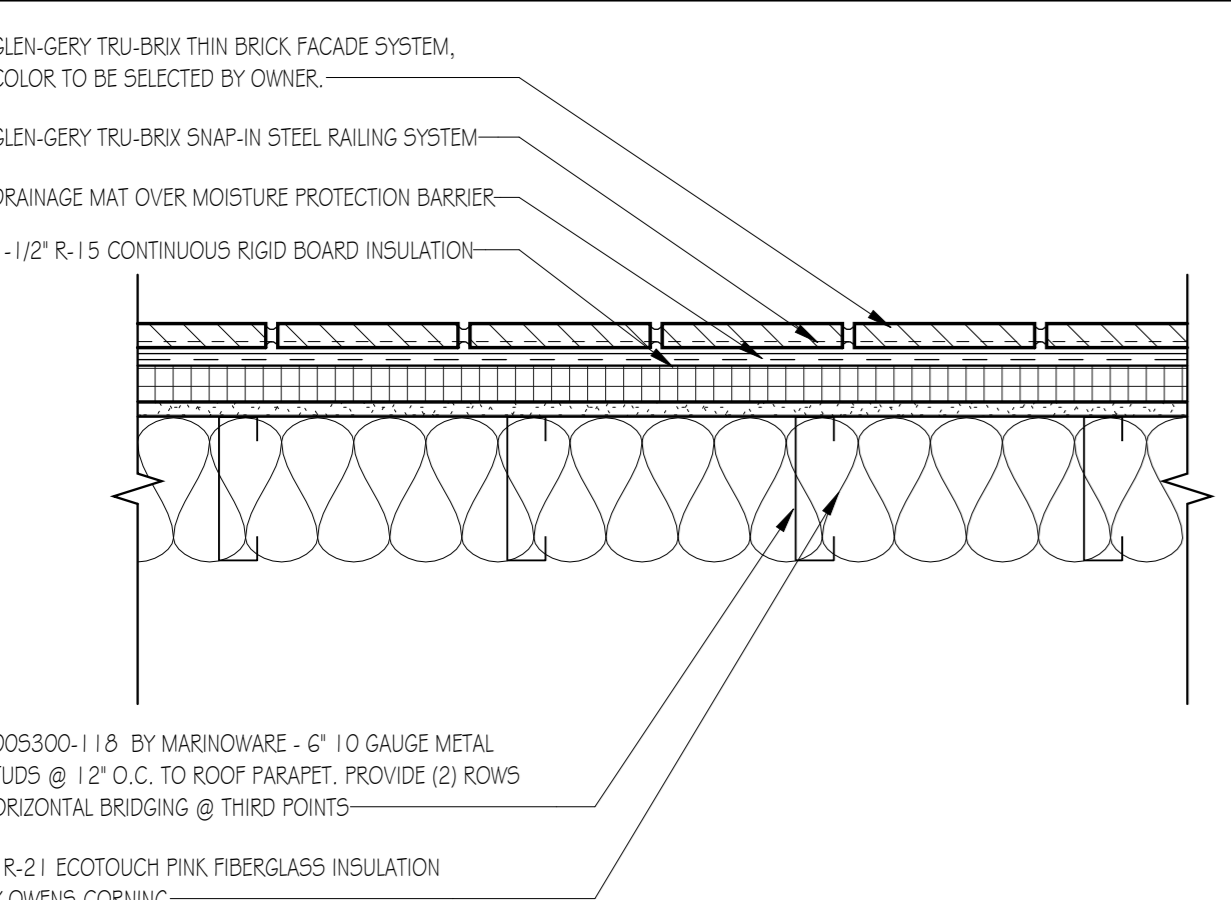 GLEN-GERY TRU-BRIX THIN BRICK FACADE SYSTEM,
COLOR TO BE SELECTED BY OWNER.
GLEN-GERY TRU-BRIX SNAP-IN STEEL RAILING SYSTEM
DRAINAGE MAT OVER MOISTURE PROTECTION BARRIER
-1/2" R-15 CONTINUOUS RIGID BOARD INSULATION
00S300-118 BY MARINOWARE - 6" 10 GAUGE METAL
TUDS @ 12" O.C. TO ROOF PARAPET. PROVIDE (2) ROWS
ORIZONTAL BRIDGING @ THIRD POINTS
R-21 ECOTOUCH PINK FIBERGLASS INSULATION
OWENS CORNING